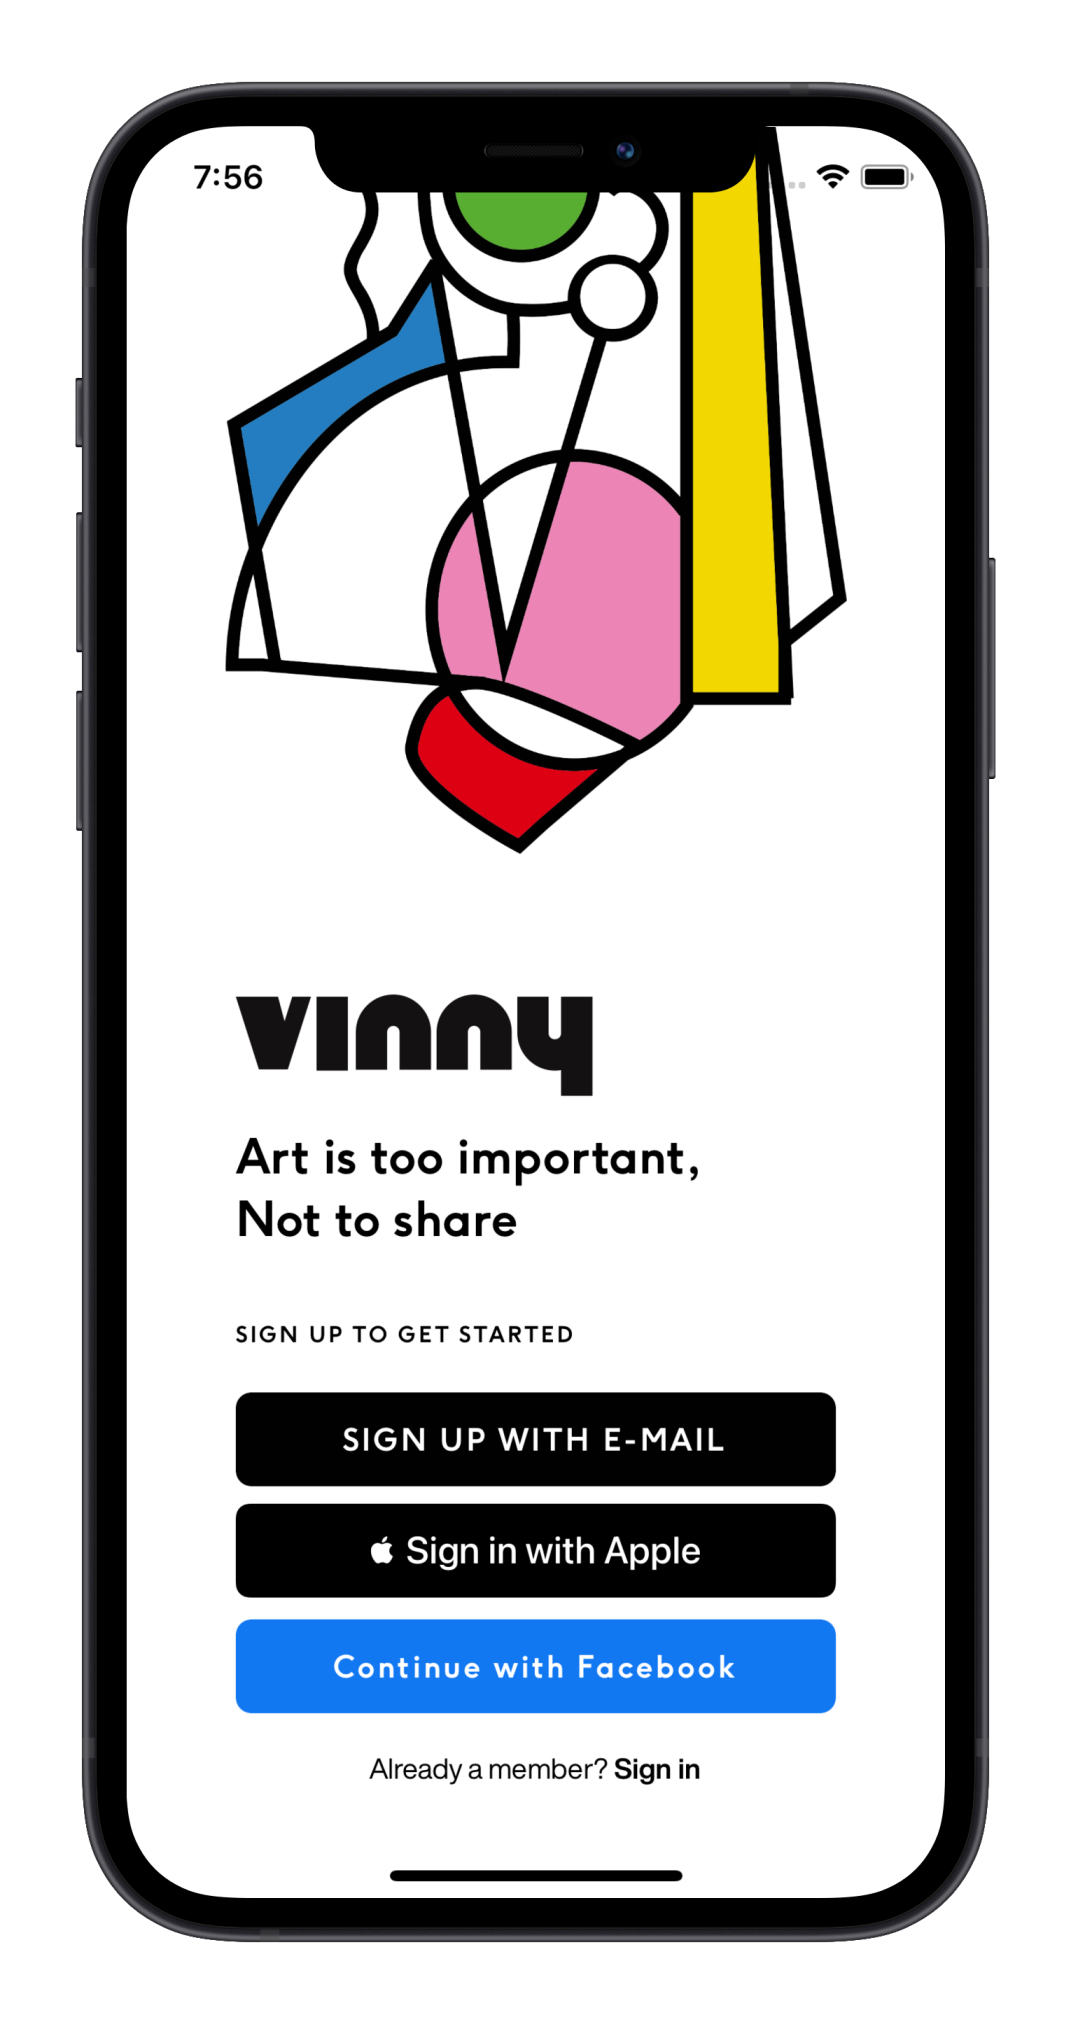 7:56
vinny
Art is too important,
Not to share
SIGN UP TO GET STARTED
SIGN UP WITH E-MAIL
Sign in with Apple
Continue with Facebook
Already a member? Sign in